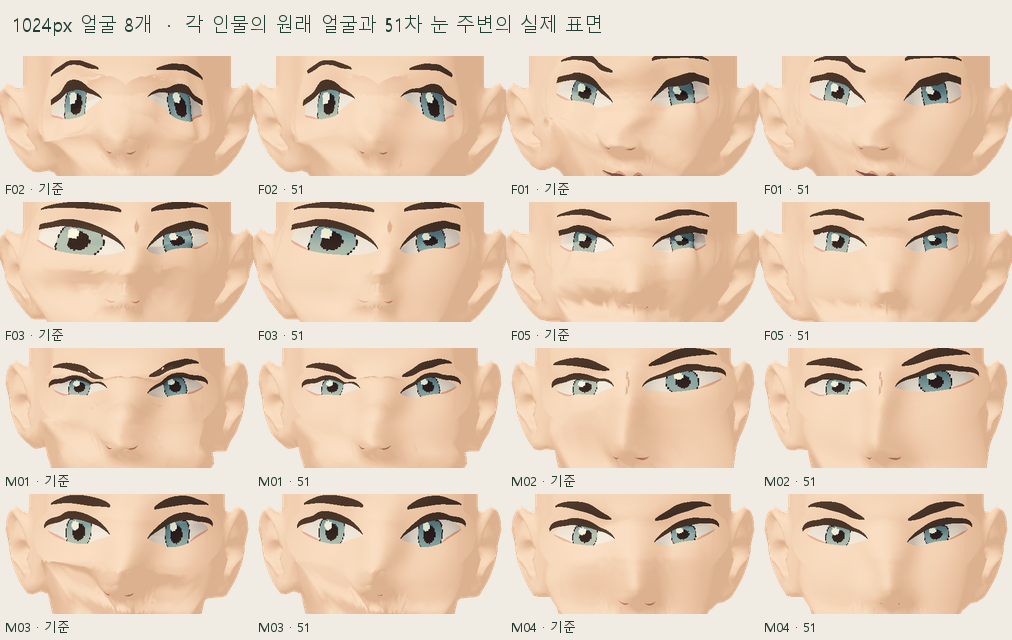 1024px 얼굴 8개 · 각 인물의 원래 얼굴과 51차 눈 주변의 실제 표면
F02 · 기준
F02 · 51
F01 · 기준
F01 · 51
F03 · 기준
F03 · 51
F05 · 기준
F05 · 51
M01 · 기준
M01 · 51
M02 · 기준
M02 · 51
M03 · 기준
M03 · 51
M04 · 기준
M04 · 51